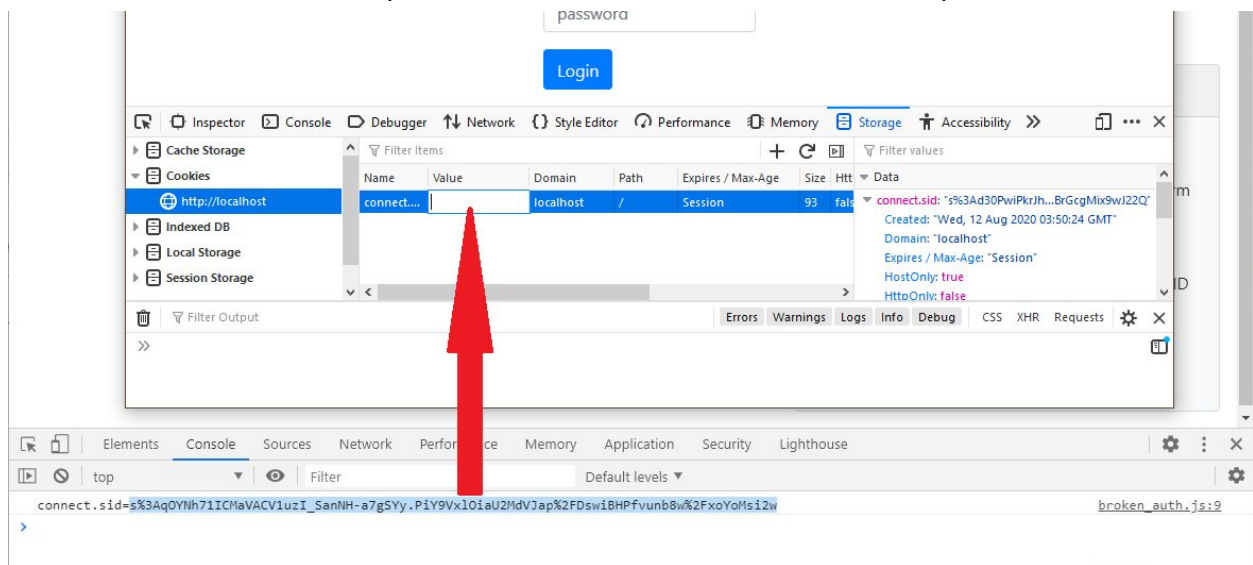 password
Login
Inspector Console Debugger Network Style Editor Performance Memory Storage Accessibility
Cache Storage Filter Items Filter values
Cookies Name Value Domain Path Expires / Max-Age Size Htt Data
http://localhost connect.... localhost / Session 93 fals connect.sid: "s%3Ad30PwiPkrJh...BrGcgMix9wJ22Q" rm
Indexed DB Created: "Wed, 12 Aug 2020 03:50:24 GMT"
Local Storage Domain: "localhost"
Session Storage Expires / Max-Age: "Session"
HostOnly: true ID
HttpOnly: false
Filter Output Errors Warnings Logs Info Debug CSS XHR Requests
Elements Console Sources Network Memory Application Security Lighthouse
top Filter Default levels ▼
connect.sid=s%3AqOYNh71ICMaVACV1uzI_SanNH-a7gSYy.PiY9VxlOiaU2MdVJap%2FDswiBHPfvunb8w%2FxoYoMsi2w broken_auth.js:9